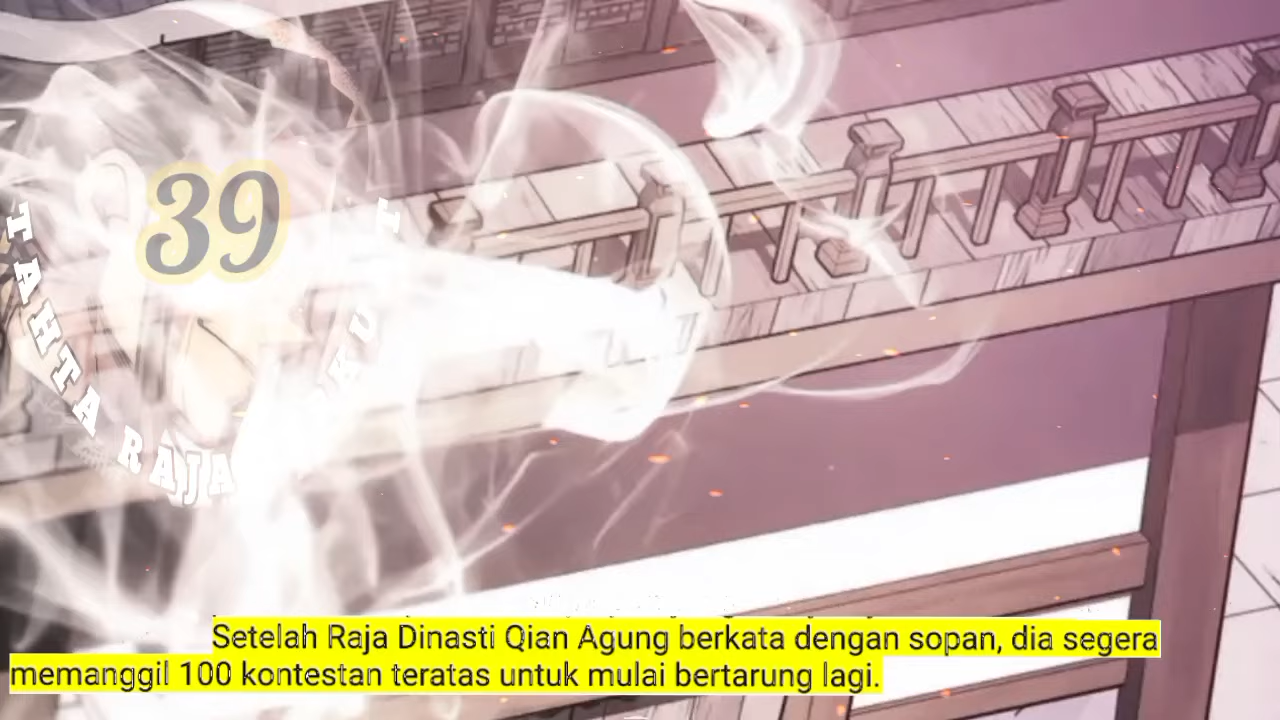 39
TAHTA RAJA
Setelah Raja Dinasti Qian Agung berkata dengan sopan, dia segera
memanggil 100 kontestan teratas untuk mulai bertarung lagi.